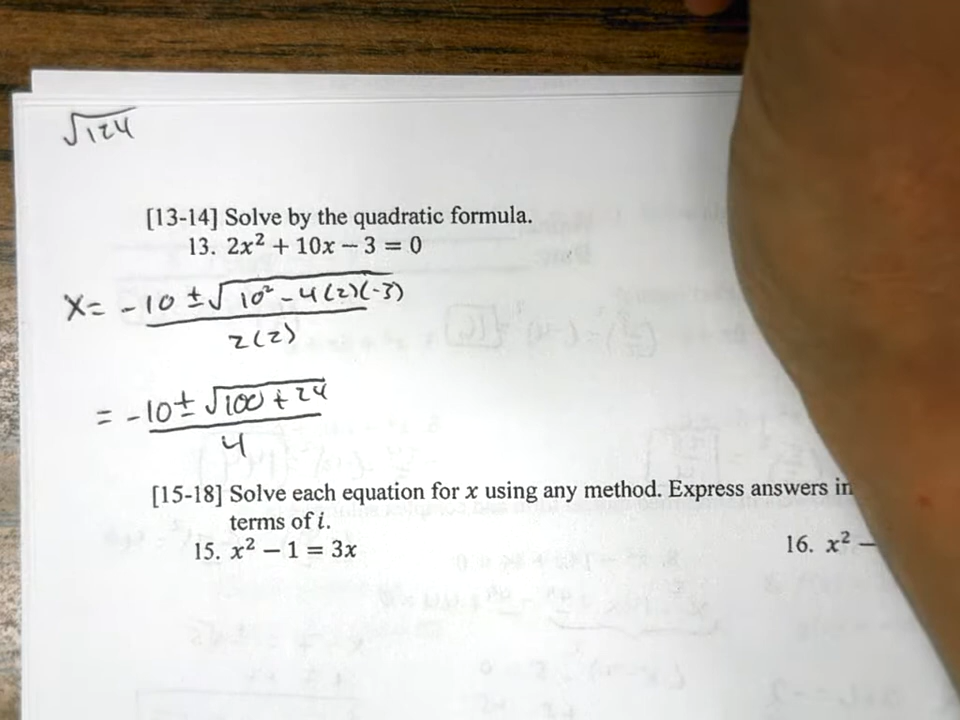 √124
[13-14] Solve by the quadratic formula.
13. 2x² + 10x − 3 = 0
x = -10 ± √10² - 4(2)(-3)
2(2)
= -10 ± √100 + 24
4
[15-18] Solve each equation for x using any method. Express answers in
terms of i.
15. x² − 1 = 3x
16. x² −